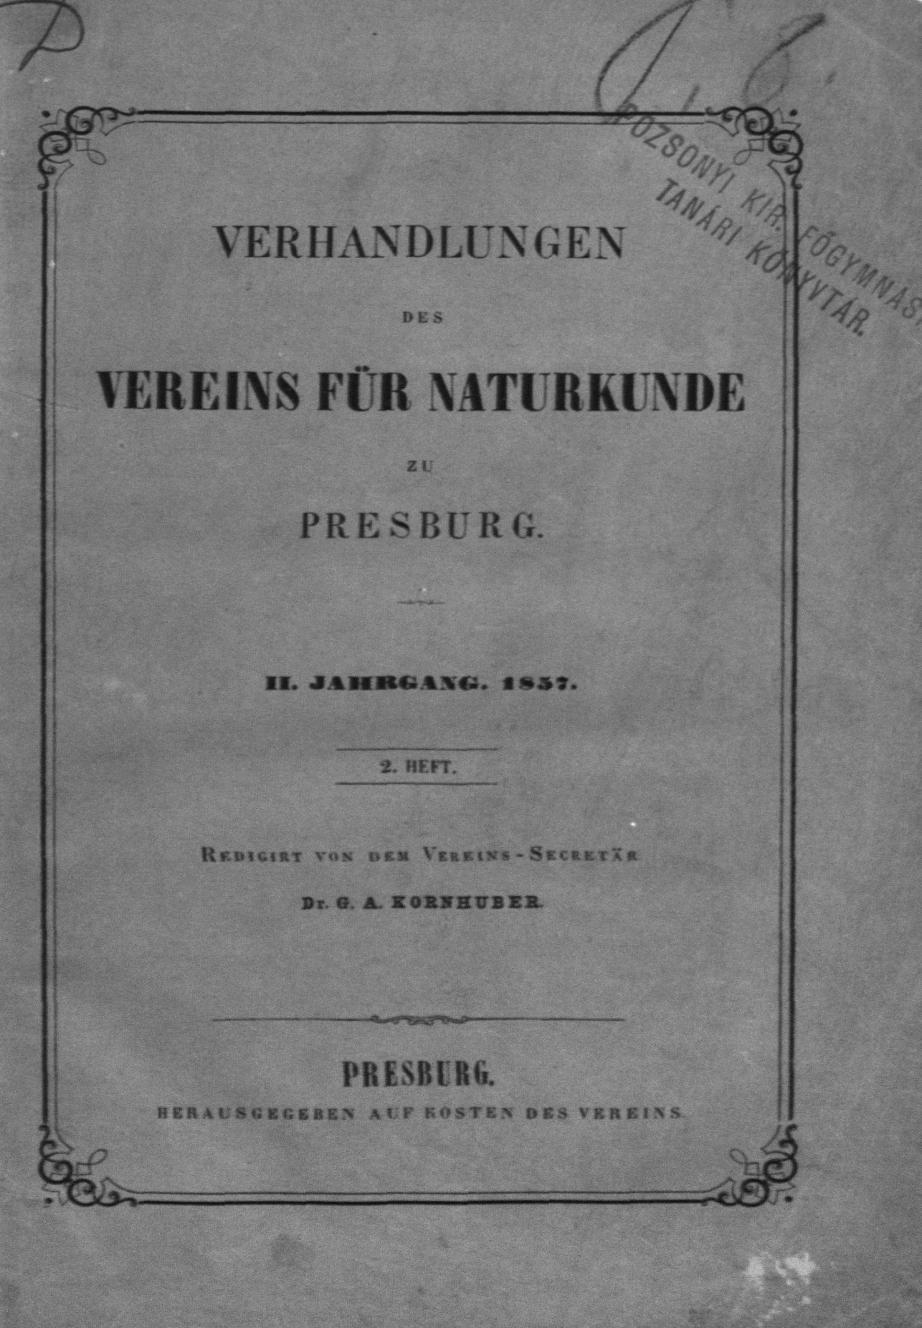 POZSONYI KIR. FŐGYMNÁS
TANÁRI KÖNYVTÁR.
VERHANDLUNGEN
DES
VEREINS FÜR NATURKUNDE
ZU
PRESBURG.
II. JAHRGANG. 1857.
2. HEFT.
REDIGIRT VON DEM VEREINS-SECRETÄR
Dr. G. A. KORNHUBER.
PRESBURG.
HERAUSGEGEBEN AUF KOSTEN DES VEREINS.